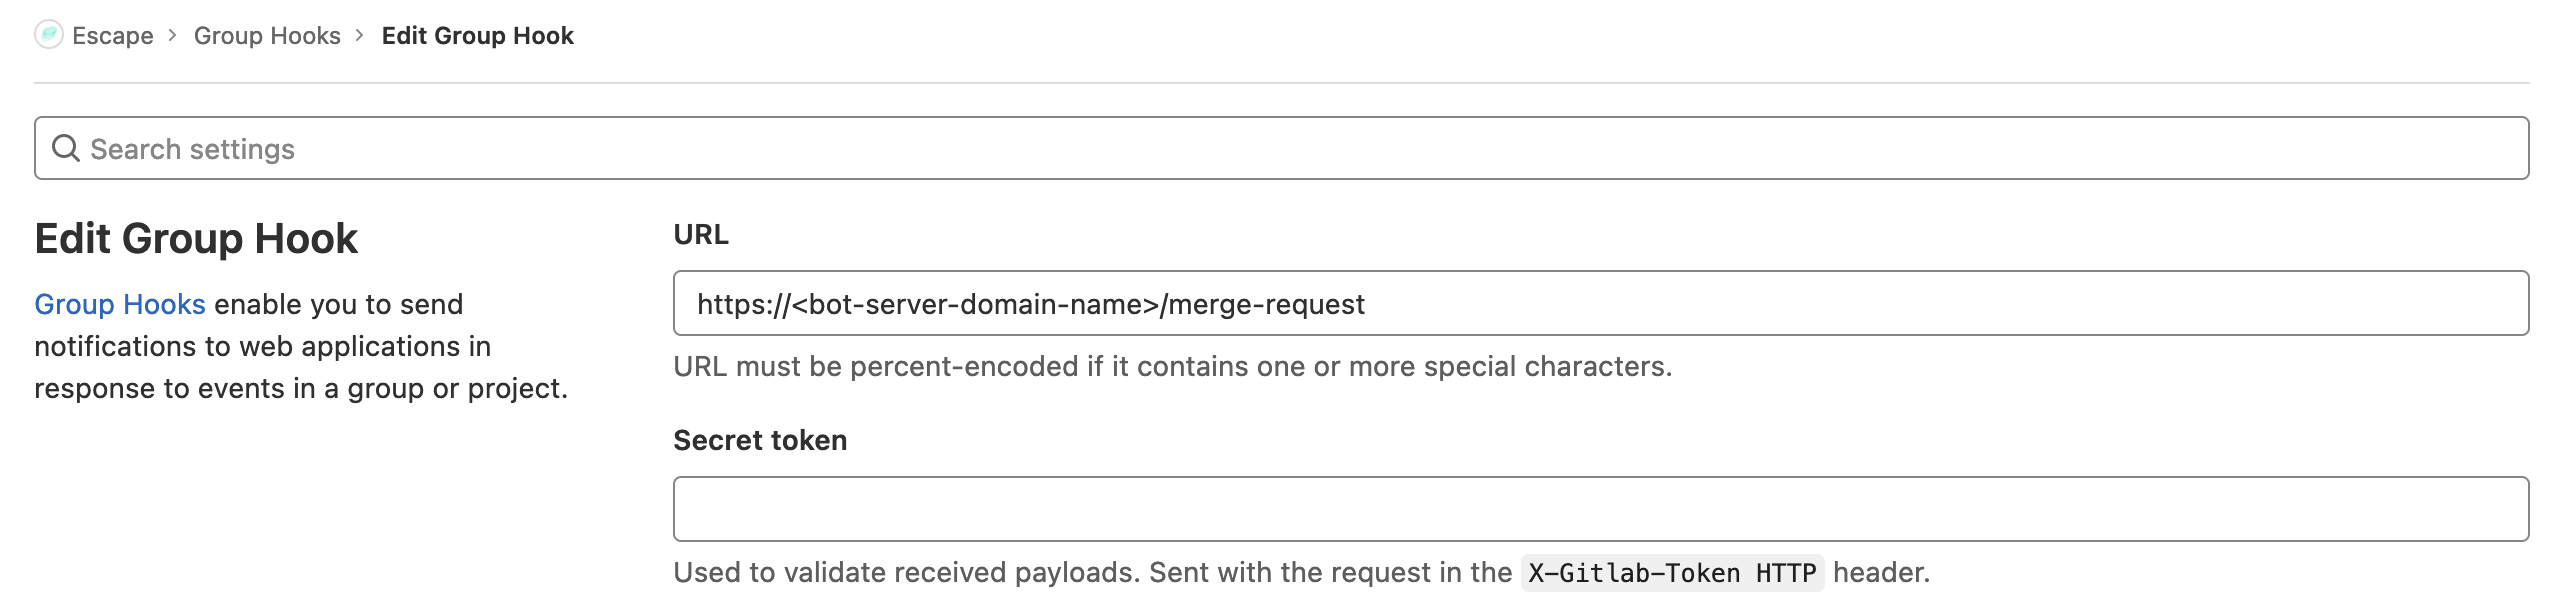 Escape > Group Hooks > Edit Group Hook
Search settings
Edit Group Hook
Group Hooks enable you to send
notifications to web applications in
response to events in a group or project.
URL
https://<bot-server-domain-name>/merge-request
URL must be percent-encoded if it contains one or more special characters.
Secret token
Used to validate received payloads. Sent with the request in the X-Gitlab-Token HTTP header.